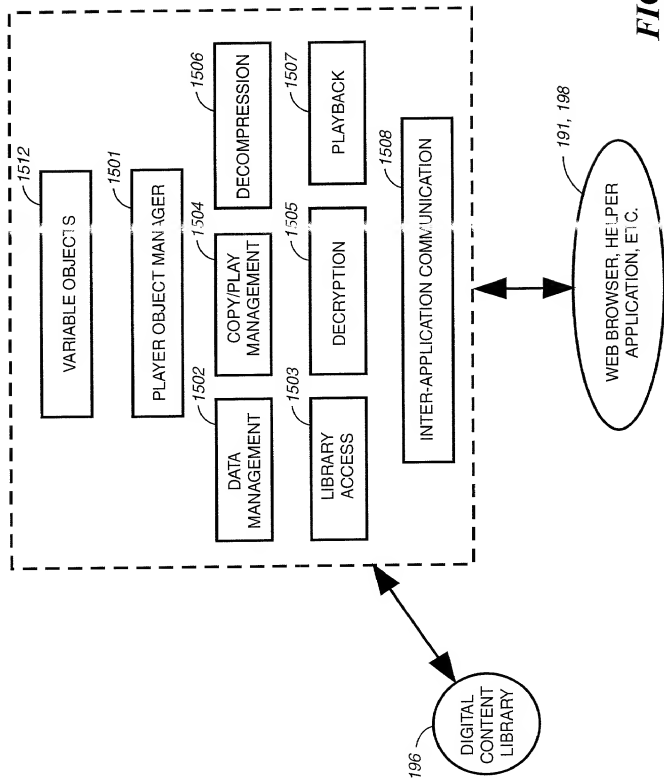 1512
VARIABLE OBJECTS
1501
PLAYER OBJECT MANAGER
1502
DATA
MANAGEMENT
1504
COPY/PLAY
MANAGEMENT
1506
DECOMPRESSION
1503
LIBRARY
ACCESS
1505
DECRYPTION
1507
PLAYBACK
1508
INTER-APPLICATION COMMUNICATION
196
DIGITAL
CONTENT
LIBRARY
191, 198
WEB BROWSER, HELPER
APPLICATION, ETC.